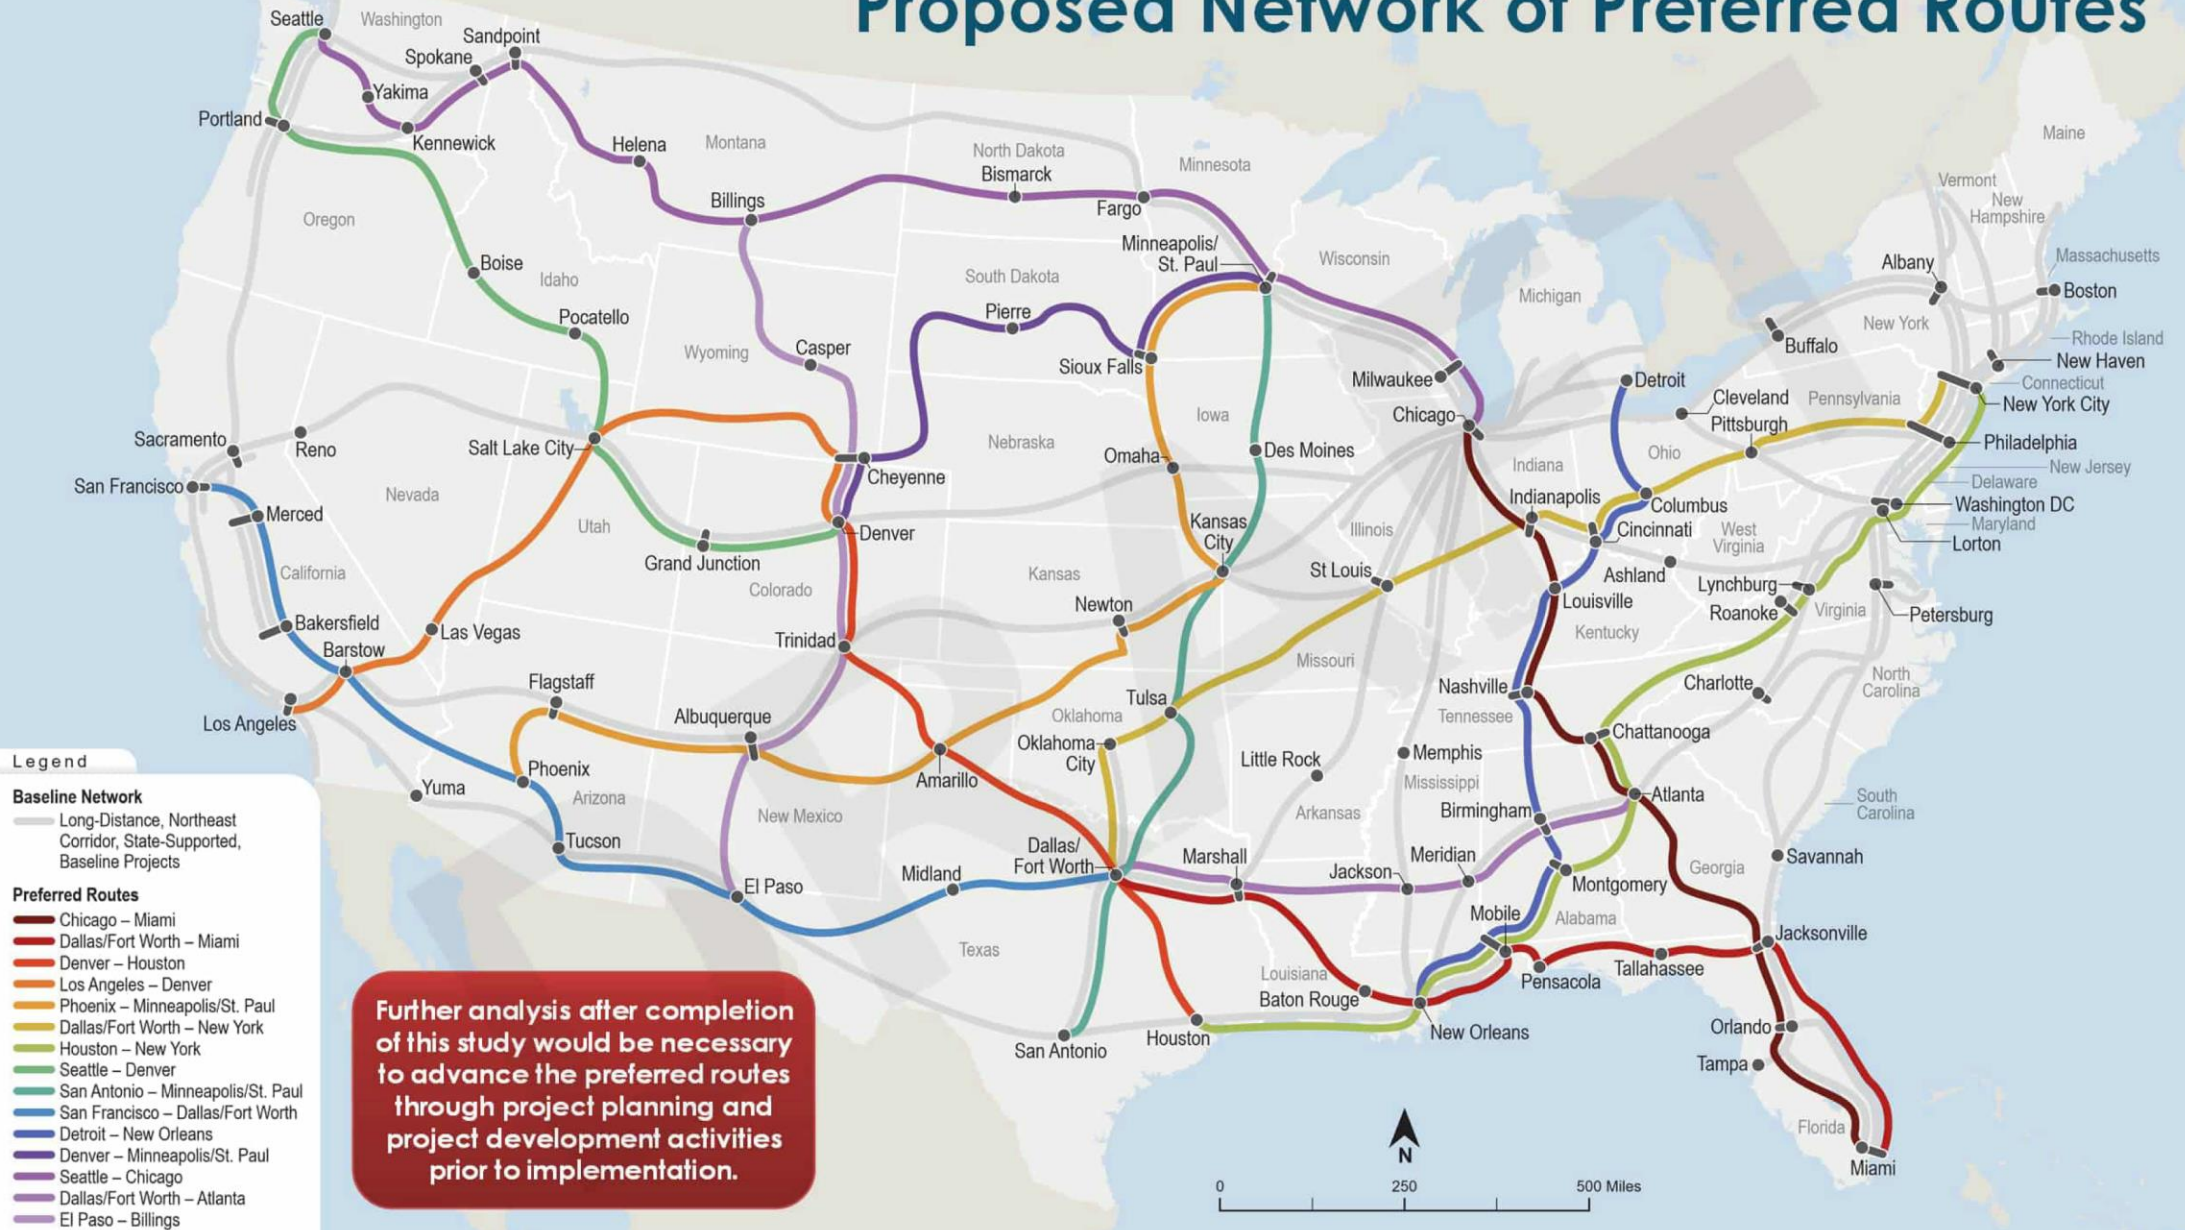 Proposed Network of Preferred Routes
Seattle
Washington
Sandpoint
Spokane
Yakima
Portland
Kennewick
Helena
Montana
North Dakota
Bismarck
Minnesota
Maine
Billings
Fargo
Oregon
Vermont
New
Hampshire
Minneapolis/
St. Paul
Wisconsin
Massachusetts
Boise
Idaho
South Dakota
Michigan
Albany
Boston
Pocatello
Pierre
New York
Rhode Island
Wyoming
Casper
Sioux Falls
Buffalo
New Haven
Milwaukee
Detroit
Connecticut
Cleveland
Pennsylvania
New York City
Chicago
Iowa
Pittsburgh
Sacramento
Reno
Salt Lake City
Nebraska
Omaha
Des Moines
Ohio
Philadelphia
San Francisco
Nevada
Cheyenne
Indiana
New Jersey
Delaware
Merced
Utah
Denver
Kansas
City
Illinois
Indianapolis
Columbus
Cincinnati
West
Virginia
Washington DC
Maryland
Lorton
California
Grand Junction
Colorado
Kansas
St Louis
Ashland
Lynchburg
Roanoke
Virginia
Petersburg
Newton
Louisville
Bakersfield
Las Vegas
Trinidad
Kentucky
Barstow
Missouri
Flagstaff
Tulsa
Nashville
Charlotte
North
Carolina
Los Angeles
Albuquerque
Oklahoma
Tennessee
Chattanooga
Oklahoma
City
Amarillo
Little Rock
Memphis
Mississippi
Phoenix
Yuma
Arizona
New Mexico
Arkansas
Birmingham
Atlanta
South
Carolina
Tucson
Dallas/
Fort Worth
Marshall
Jackson
Meridian
Georgia
Savannah
El Paso
Midland
Montgomery
Mobile
Alabama
Jacksonville
Texas
Louisiana
Baton Rouge
Pensacola
Tallahassee
San Antonio
Houston
New Orleans
Orlando
Tampa
Florida
Miami
N
0
250
500 Miles
Legend
Baseline Network
Long-Distance, Northeast
Corridor, State-Supported,
Baseline Projects
Preferred Routes
Chicago – Miami
Dallas/Fort Worth – Miami
Denver – Houston
Los Angeles – Denver
Phoenix – Minneapolis/St. Paul
Dallas/Fort Worth – New York
Houston – New York
Seattle – Denver
San Antonio – Minneapolis/St. Paul
San Francisco – Dallas/Fort Worth
Detroit – New Orleans
Denver – Minneapolis/St. Paul
Seattle – Chicago
Dallas/Fort Worth – Atlanta
El Paso – Billings
Further analysis after completion
of this study would be necessary
to advance the preferred routes
through project planning and
project development activities
prior to implementation.
DRAFT